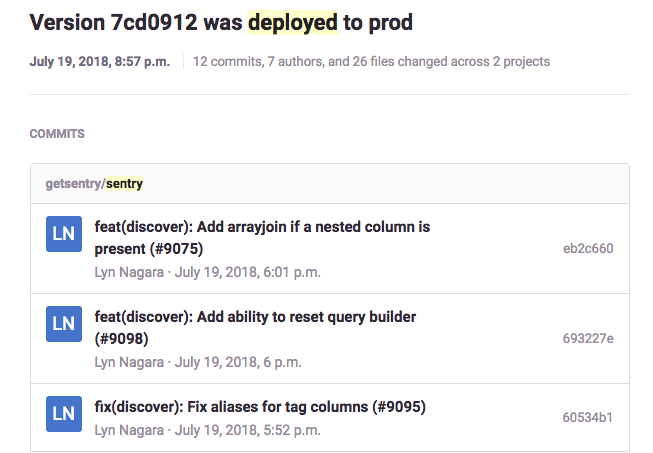 Version 7cd0912 was deployed to prod
July 19, 2018, 8:57 p.m. 12 commits, 7 authors, and 26 files changed across 2 projects
COMMITS
getsentry/sentry
LN
feat(discover): Add arrayjoin if a nested column is
present (#9075)
Lyn Nagara · July 19, 2018, 6:01 p.m.
eb2c660
LN
feat(discover): Add ability to reset query builder
(#9098)
Lyn Nagara · July 19, 2018, 6 p.m.
693227e
LN
fix(discover): Fix aliases for tag columns (#9095)
Lyn Nagara · July 19, 2018, 5:52 p.m.
60534b1